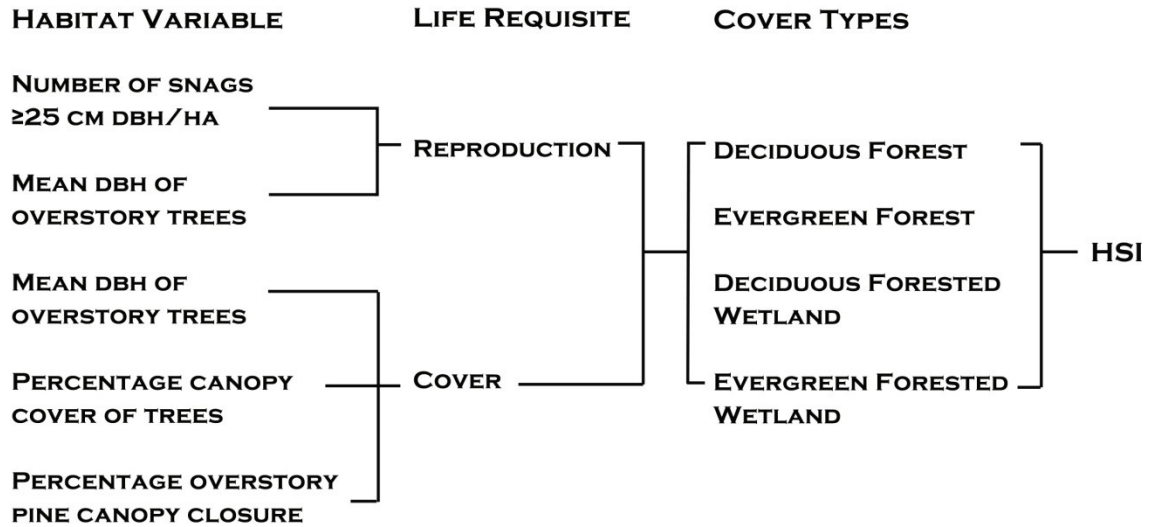 HABITAT VARIABLE
LIFE REQUISITE
COVER TYPES
NUMBER OF SNAGS
≥25 CM DBH/HA
MEAN DBH OF
OVERSTORY TREES
MEAN DBH OF
OVERSTORY TREES
PERCENTAGE CANOPY
COVER OF TREES
PERCENTAGE OVERSTORY
PINE CANOPY CLOSURE
REPRODUCTION
COVER
DECIDUOUS FOREST
EVERGREEN FOREST
DECIDUOUS FORESTED
WETLAND
EVERGREEN FORESTED
WETLAND
HSI